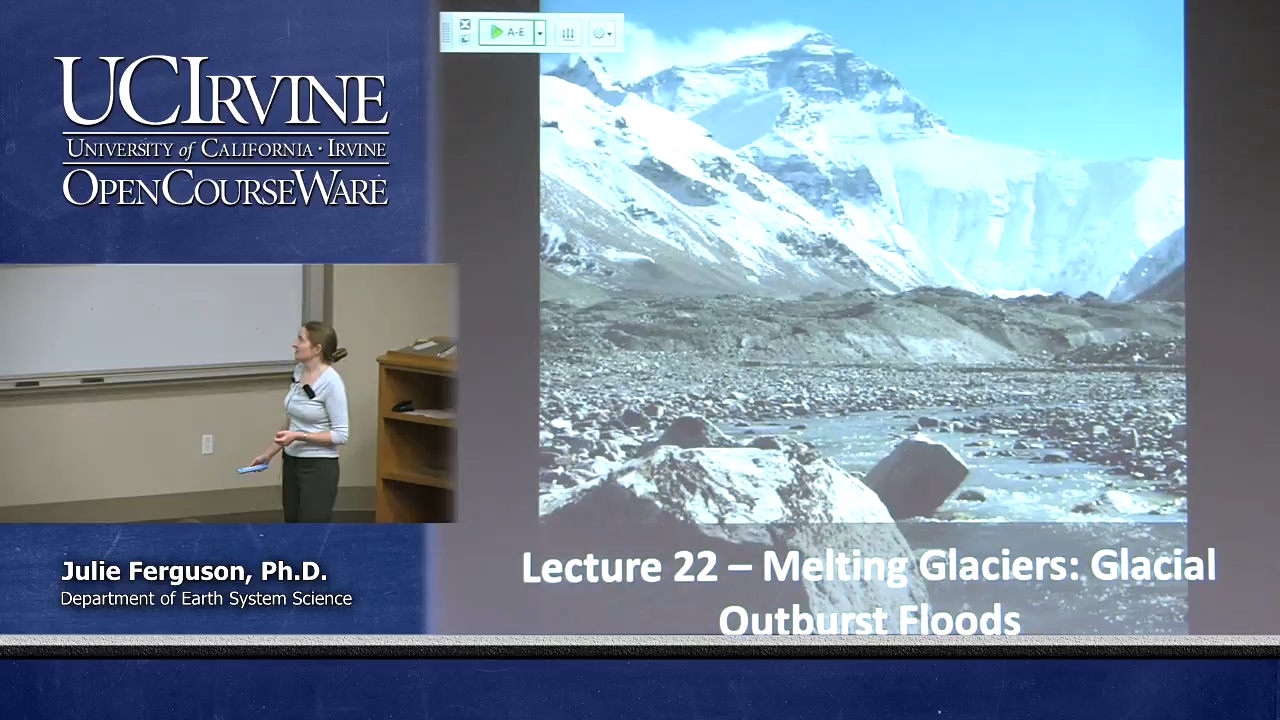 UCIRVINE
UNIVERSITY of CALIFORNIA · IRVINE
OPENCOURSEWARE
A-E
Julie Ferguson, Ph.D.
Department of Earth System Science
Lecture 22 – Melting Glaciers: Glacial
Outburst Floods